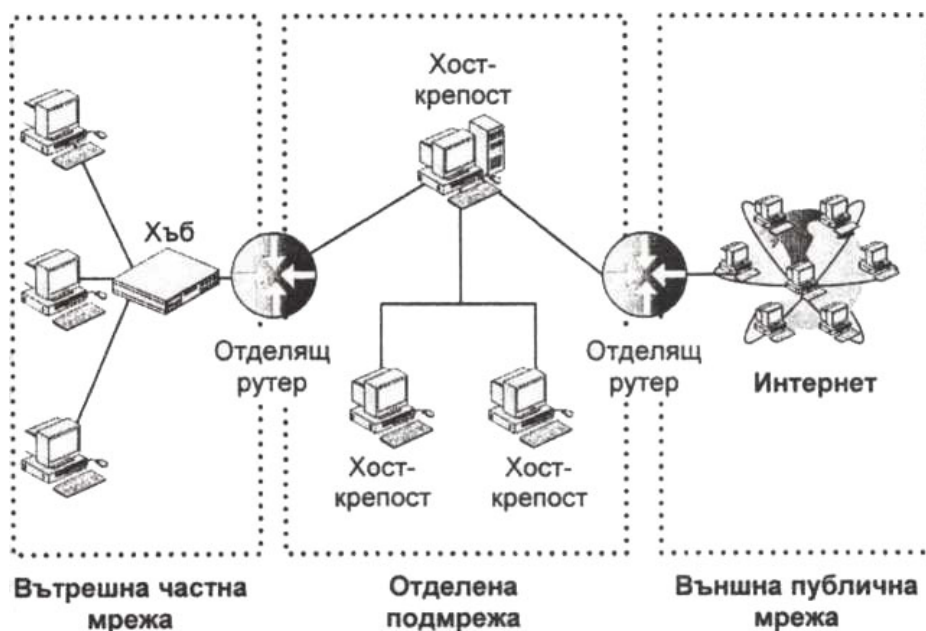 Хост-
крепост
Хъб
Отделящ
рутер
Отделящ
рутер
Интернет
Хост-
крепост
Хост-
крепост
Вътрешна частна
мрежа
Отделена
подмрежа
Външна публична
мрежа